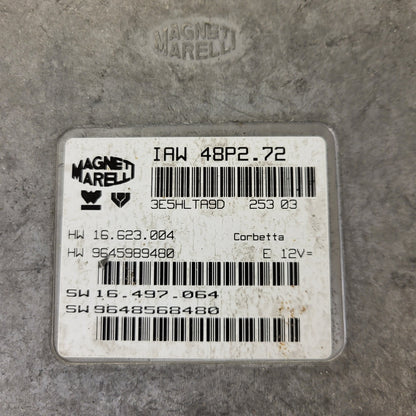 MAGNETI
MARELLI
IAW 48P2.72
MAGNETI
MARELLI
3E5HLTA9D 253 03
HW 16.623.004 Corbetta
HW 9645989480 E 12V=
SW 16.497.064
SW 9648568480